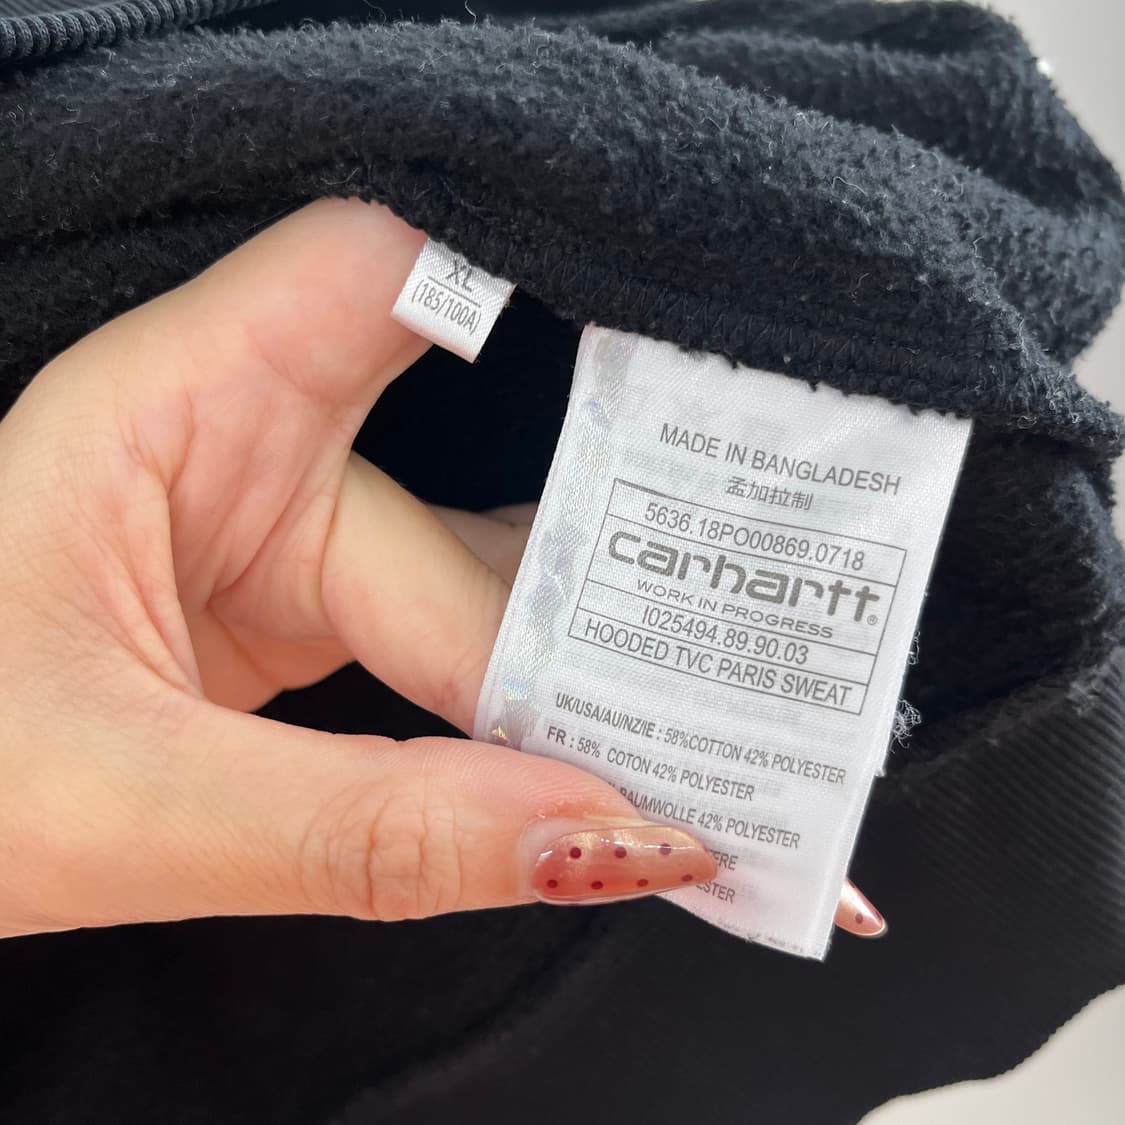 XL
(185/100A)
MADE IN BANGLADESH
孟加拉制
5636.18PO00869.0718
carhartt®
WORK IN PROGRESS
I025494.89.90.03
HOODED TVC PARIS SWEAT
UK/USA/AU/NZ/IE : 58%COTTON 42% POLYESTER
FR : 58% COTON 42% POLYESTER
BAUMWOLLE 42% POLYESTER